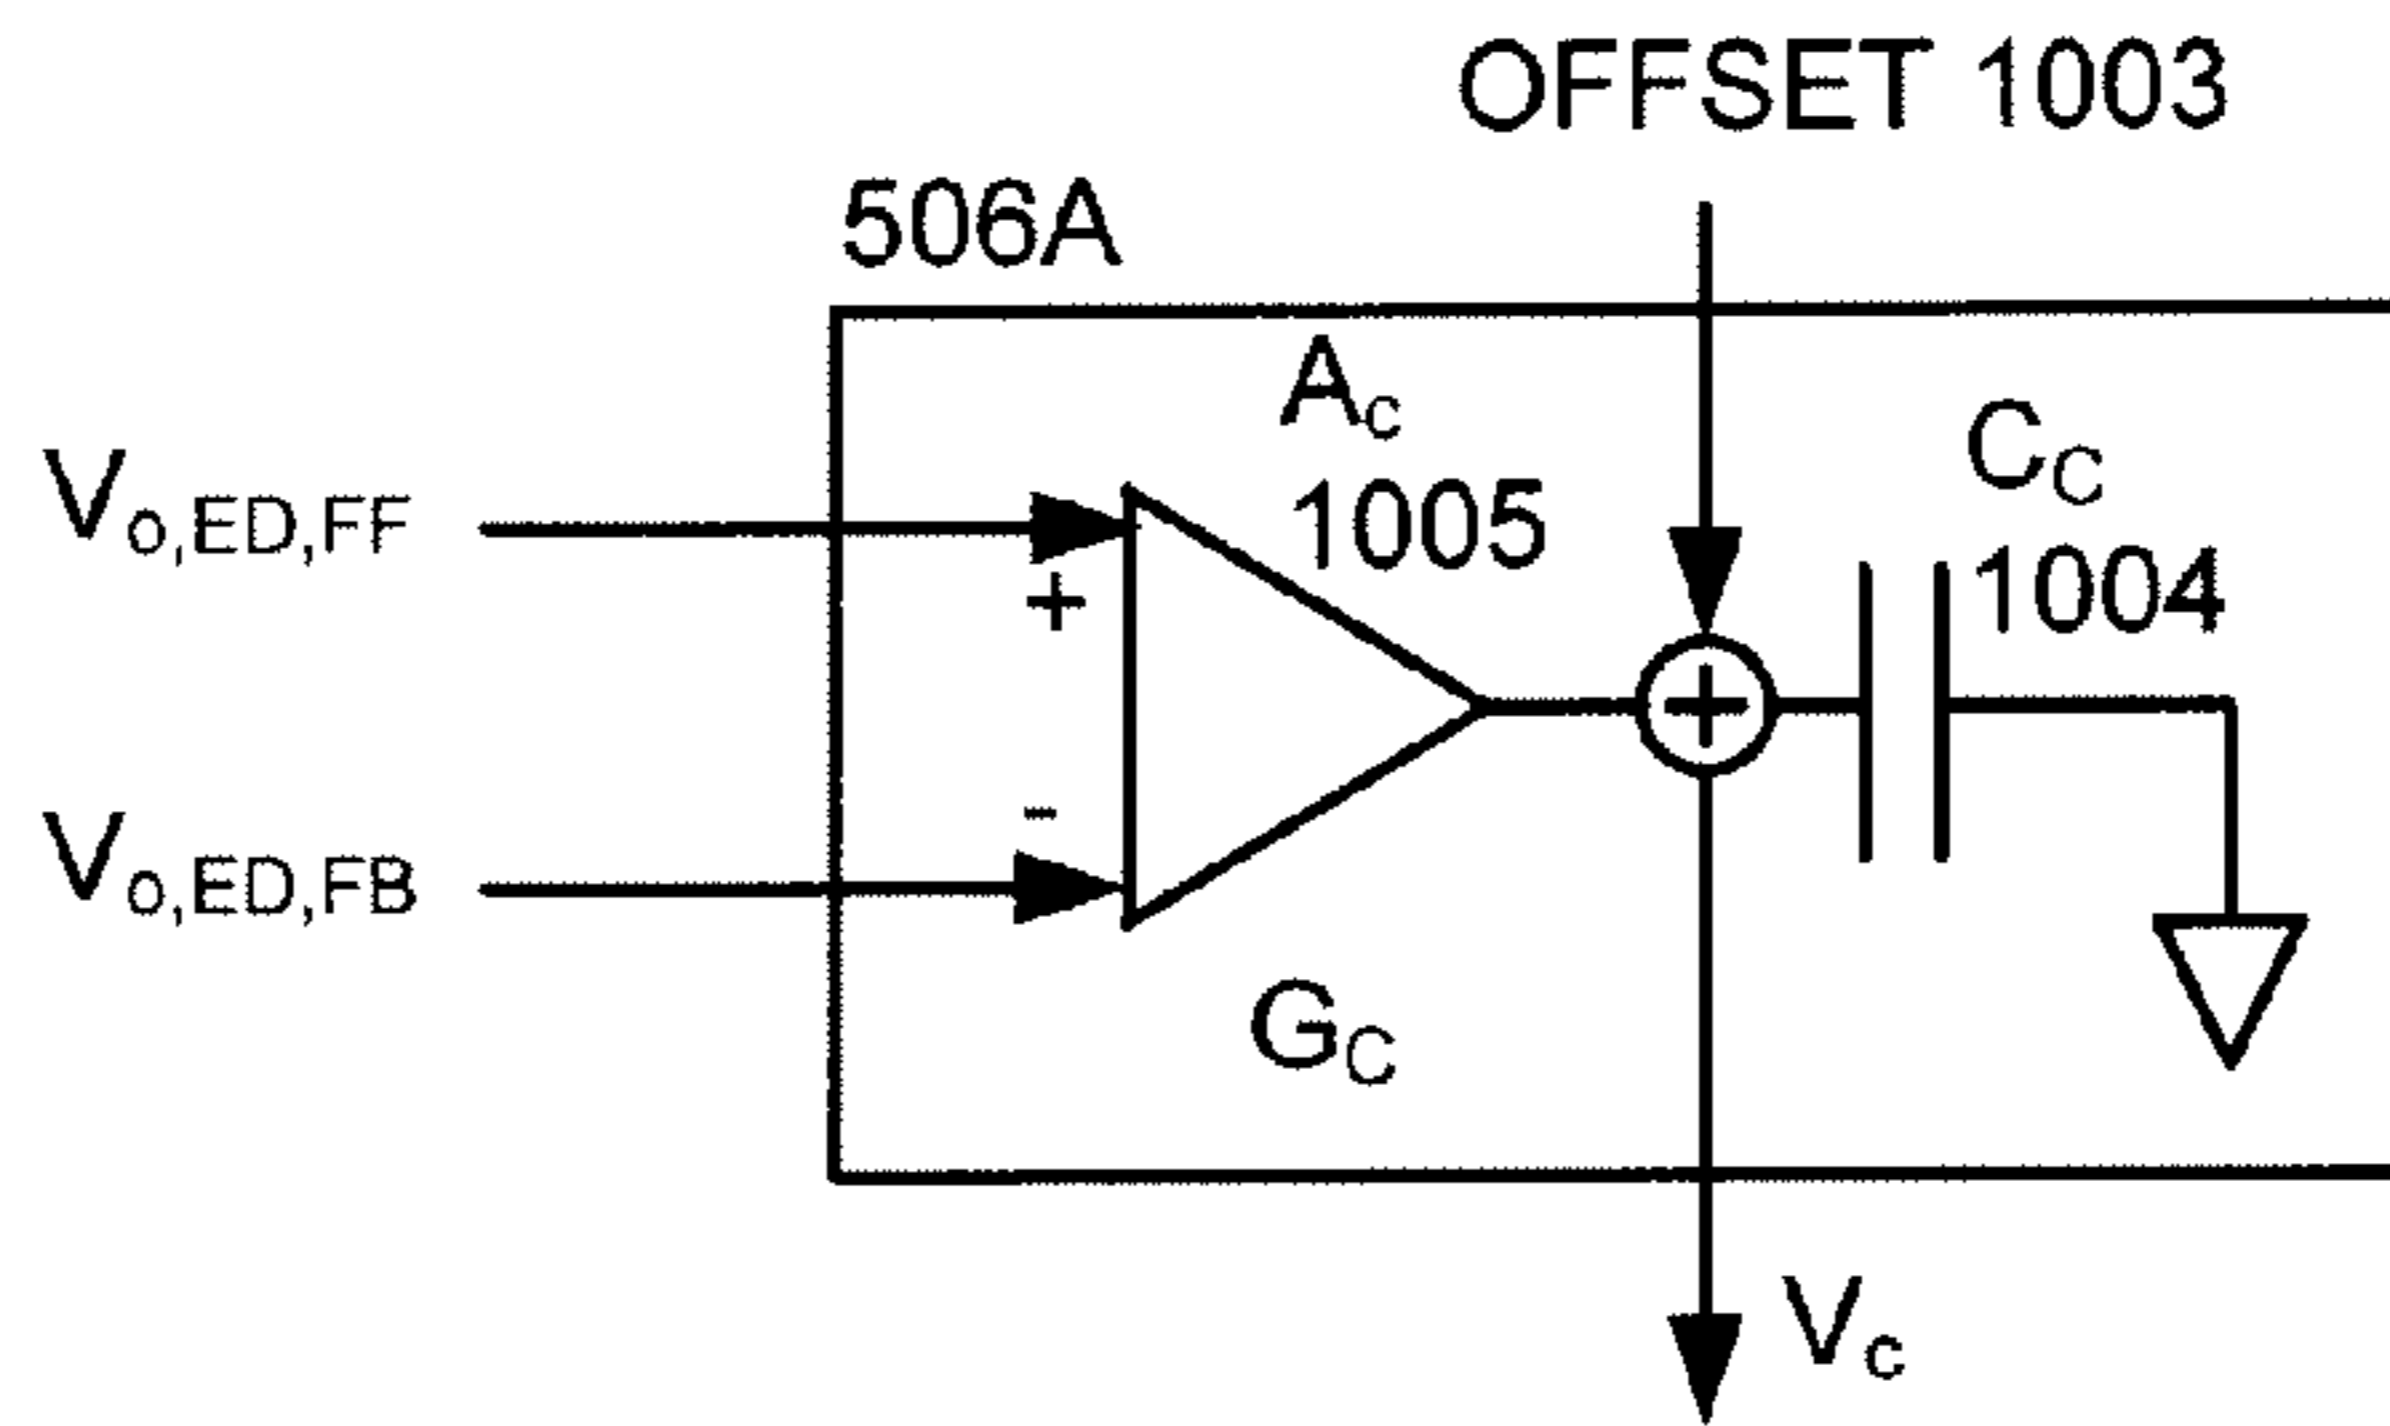 OFFSET 1003
506A
Ac
1005
CC
1004
Vo,ED,FF
+
-
Vo,ED,FB
GC
+
Vc